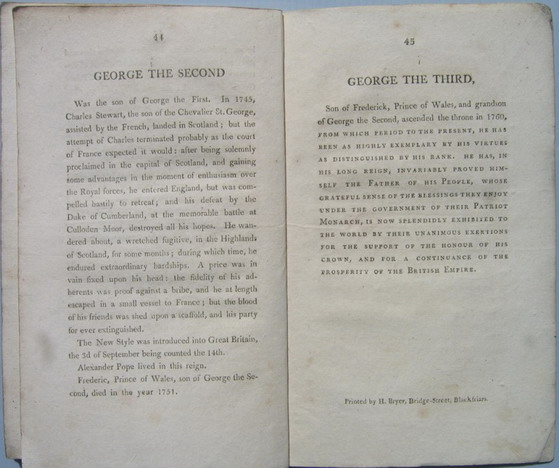 44
GEORGE THE SECOND
Was the son of George the First. In 1745,
Charles Stewart, the son of the Chevalier St. George,
assisted by the French, landed in Scotland; but the
attempt of Charles terminated probably as the court
of France expected it would: after being solemnly
proclaimed in the capital of Scotland, and gaining
some advantages in the moment of enthusiasm over
the Royal forces, he entered England, but was com-
pelled hastily to retreat; and his defeat by the
Duke of Cumberland, at the memorable battle at
Culloden Moor, destroyed all his hopes. He wan-
dered about, a wretched fugitive, in the Highlands
of Scotland, for some months; during which time, he
endured extraordinary hardships. A price was in
vain fixed upon his head: the fidelity of his ad-
herents was proof against a bribe, and he at length
escaped in a small vessel to France; but the blood
of his friends was shed upon a scaffold, and his party
for ever extinguished.
The New Style was introduced into Great Britain,
the 3d of September being counted the 14th.
Alexander Pope lived in this reign.
Frederic, Prince of Wales, son of George the Se-
cond, died in the year 1751.
45
GEORGE THE THIRD,
Son of Frederick, Prince of Wales, and grandson
of George the Second, ascended the throne in 1760,
FROM WHICH PERIOD TO THE PRESENT, HE HAS
BEEN AS HIGHLY EXEMPLARY BY HIS VIRTUES
AS DISTINGUISHED BY HIS RANK. HE HAS, IN
HIS LONG REIGN, INVARIABLY PROVED HIM-
SELF THE FATHER OF HIS PEOPLE, WHOSE
GRATEFUL SENSE OF THE BLESSINGS THEY ENJOY
UNDER THE GOVERNMENT OF THEIR PATRIOT
MONARCH, IS NOW SPLENDIDLY EXHIBITED TO
THE WORLD BY THEIR UNANIMOUS EXERTIONS
FOR THE SUPPORT OF THE HONOUR OF HIS
CROWN, AND FOR A CONTINUANCE OF THE
PROSPERITY OF THE BRITISH EMPIRE.
Printed by H. Bryer, Bridge-Street, Blackfriars.